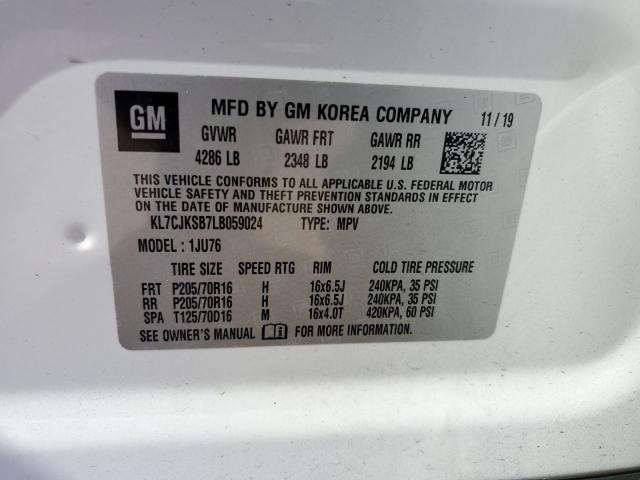 GM MFD BY GM KOREA COMPANY 11 / 19
GVWR GAWR FRT GAWR RR
4286 LB 2348 LB 2194 LB
THIS VEHICLE CONFORMS TO ALL APPLICABLE U.S. FEDERAL MOTOR
VEHICLE SAFETY AND THEFT PREVENTION STANDARDS IN EFFECT
ON THE DATE OF MANUFACTURE SHOWN ABOVE.
KL7CJKSB7LB059024 TYPE: MPV
MODEL : 1JU76
TIRE SIZE SPEED RTG RIM COLD TIRE PRESSURE
FRT P205/70R16 H 16x6.5J 240KPA, 35 PSI
RR P205/70R16 H 16x6.5J 240KPA, 35 PSI
SPA T125/70D16 M 16x4.0T 420KPA, 60 PSI
SEE OWNER'S MANUAL FOR MORE INFORMATION.